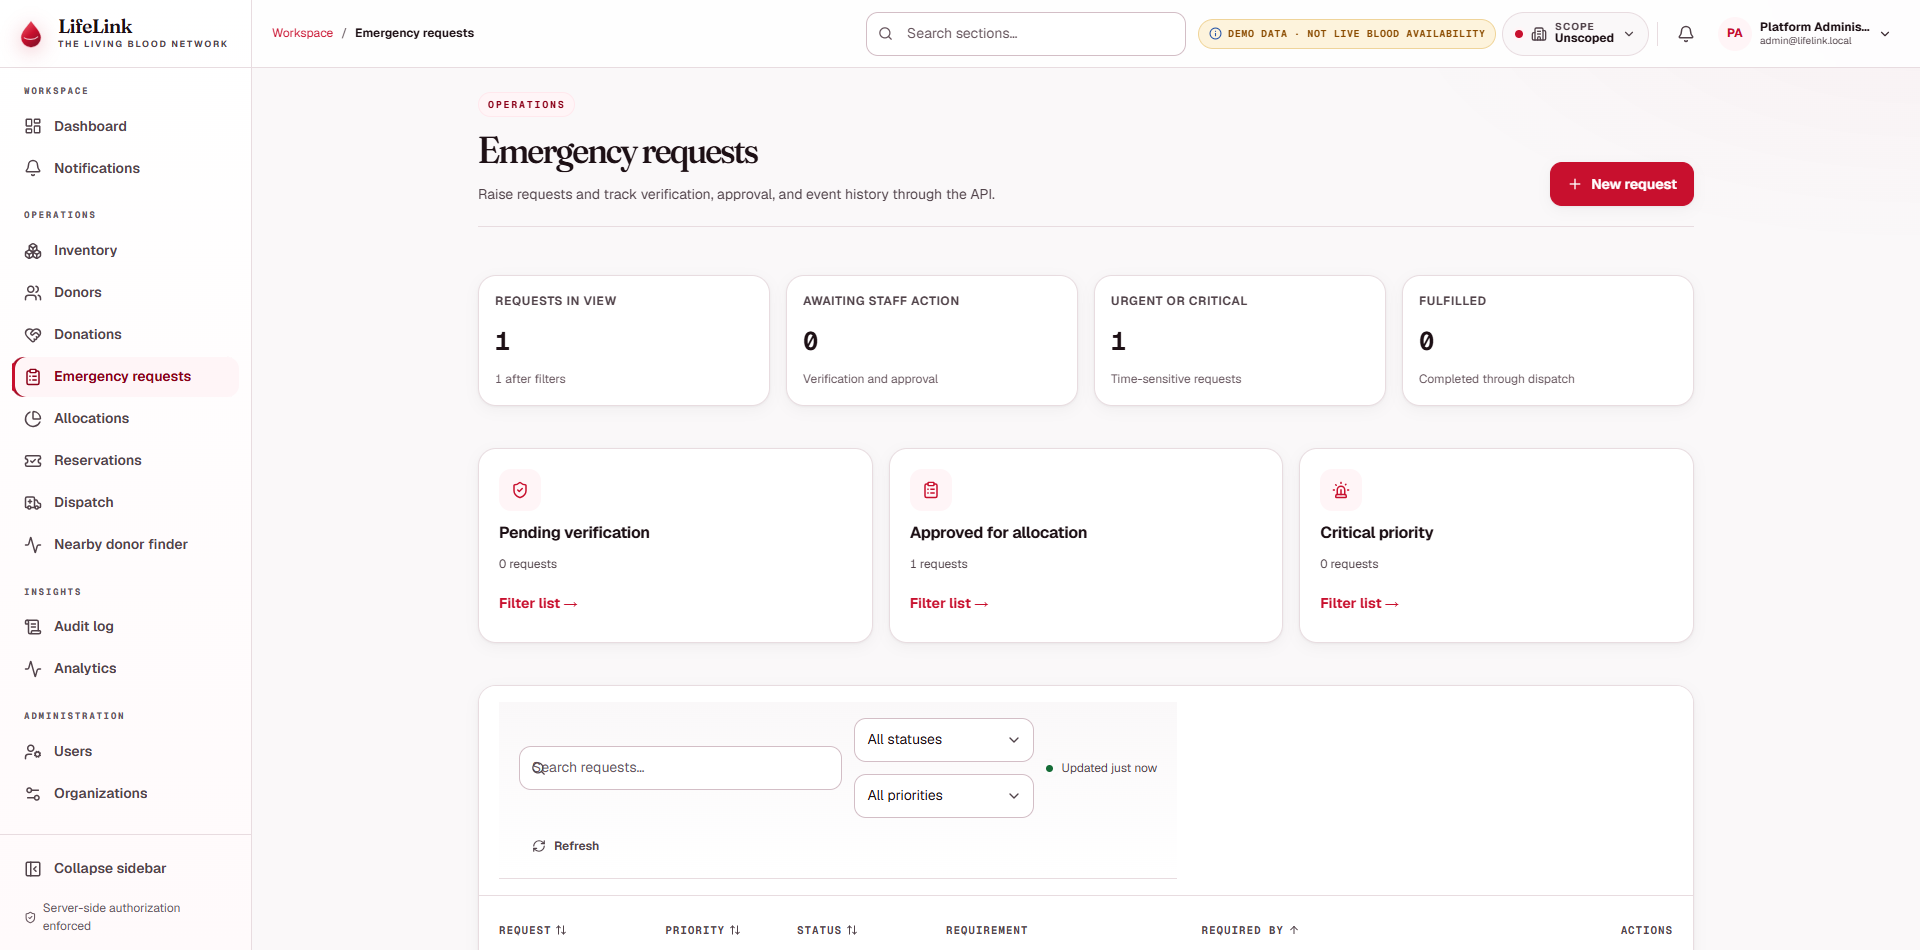 LifeLink
THE LIVING BLOOD NETWORK
Workspace / Emergency requests
Search sections...
DEMO DATA · NOT LIVE BLOOD AVAILABILITY
SCOPE
Unscoped
PA
Platform Adminis...
admin@lifelink.local
WORKSPACE
Dashboard
Notifications
OPERATIONS
Inventory
Donors
Donations
Emergency requests
Allocations
Reservations
Dispatch
Nearby donor finder
INSIGHTS
Audit log
Analytics
ADMINISTRATION
Users
Organizations
Collapse sidebar
Server-side authorization
enforced
OPERATIONS
Emergency requests
Raise requests and track verification, approval, and event history through the API.
+ New request
REQUESTS IN VIEW
1
1 after filters
AWAITING STAFF ACTION
0
Verification and approval
URGENT OR CRITICAL
1
Time-sensitive requests
FULFILLED
0
Completed through dispatch
Pending verification
0 requests
Filter list →
Approved for allocation
1 requests
Filter list →
Critical priority
0 requests
Filter list →
Search requests...
All statuses
All priorities
Updated just now
Refresh
REQUEST ↑↓ PRIORITY ↑↓ STATUS ↑↓ REQUIREMENT REQUIRED BY ↑ ACTIONS